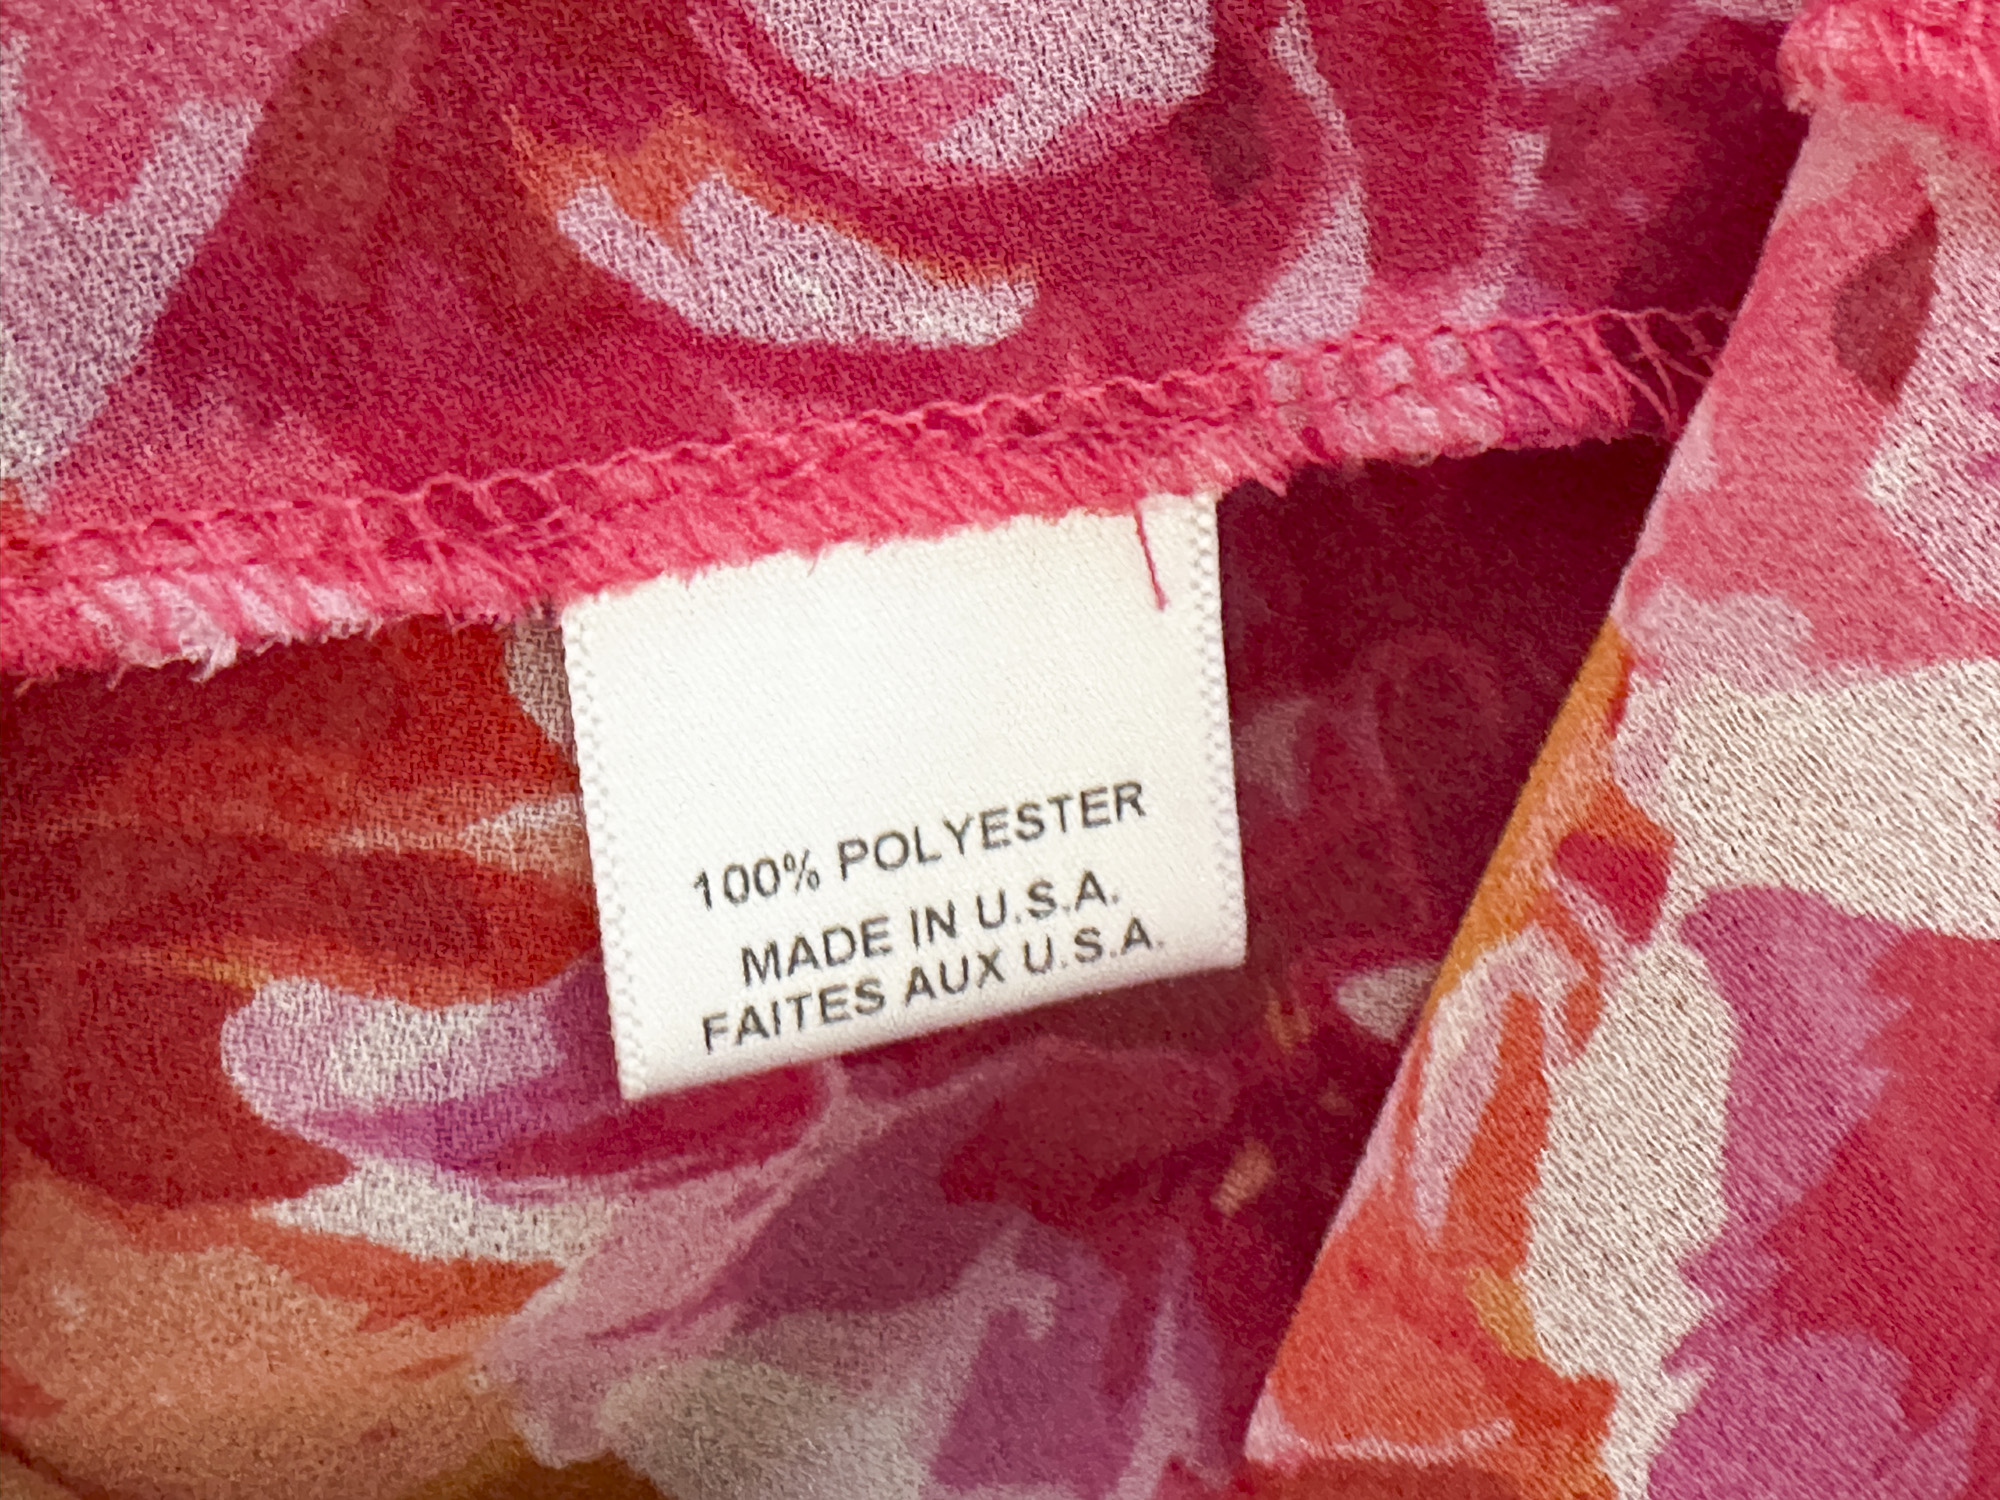 100% POLYESTER
MADE IN U.S.A.
FAITES AUX U.S.A.